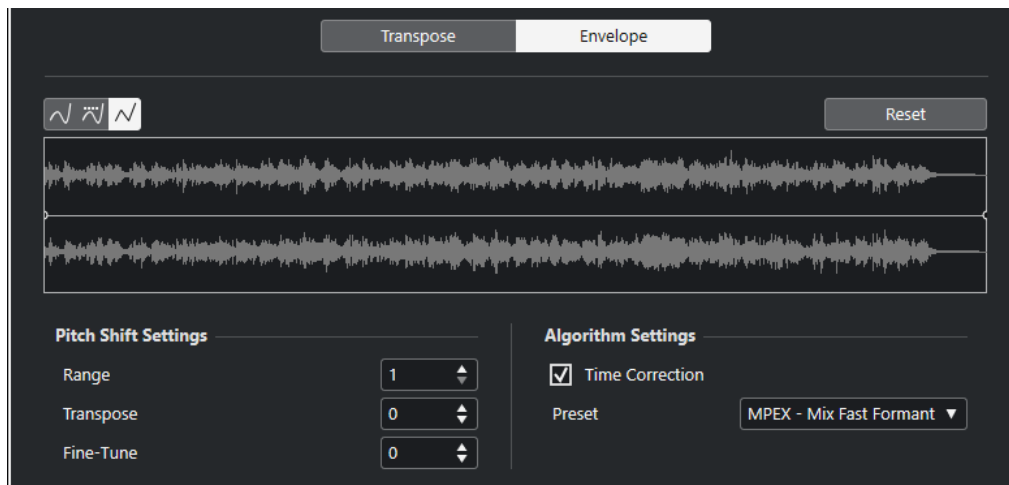 Transpose Envelope
Reset
Pitch Shift Settings
Range 1
Transpose 0
Fine-Tune 0
Algorithm Settings
Time Correction
Preset MPEX - Mix Fast Formant